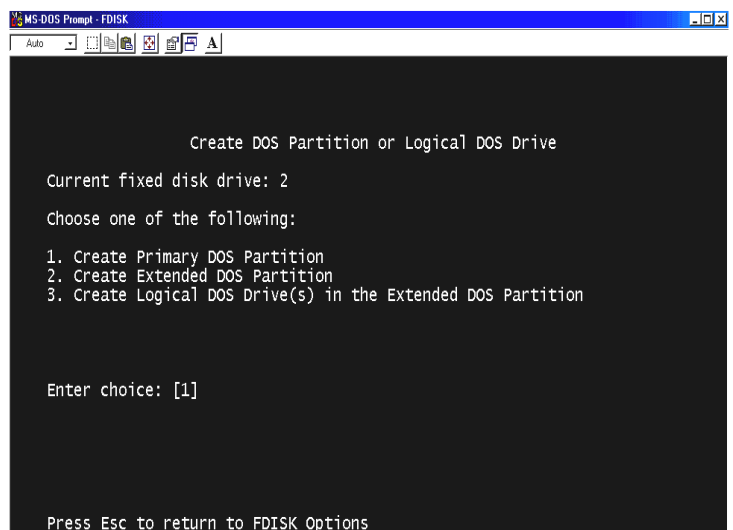 MS-DOS Prompt - FDISK
Auto
A
Create DOS Partition or Logical DOS Drive
Current fixed disk drive: 2
Choose one of the following:
1. Create Primary DOS Partition
2. Create Extended DOS Partition
3. Create Logical DOS Drive(s) in the Extended DOS Partition
Enter choice: [1]
Press Esc to return to FDISK Options